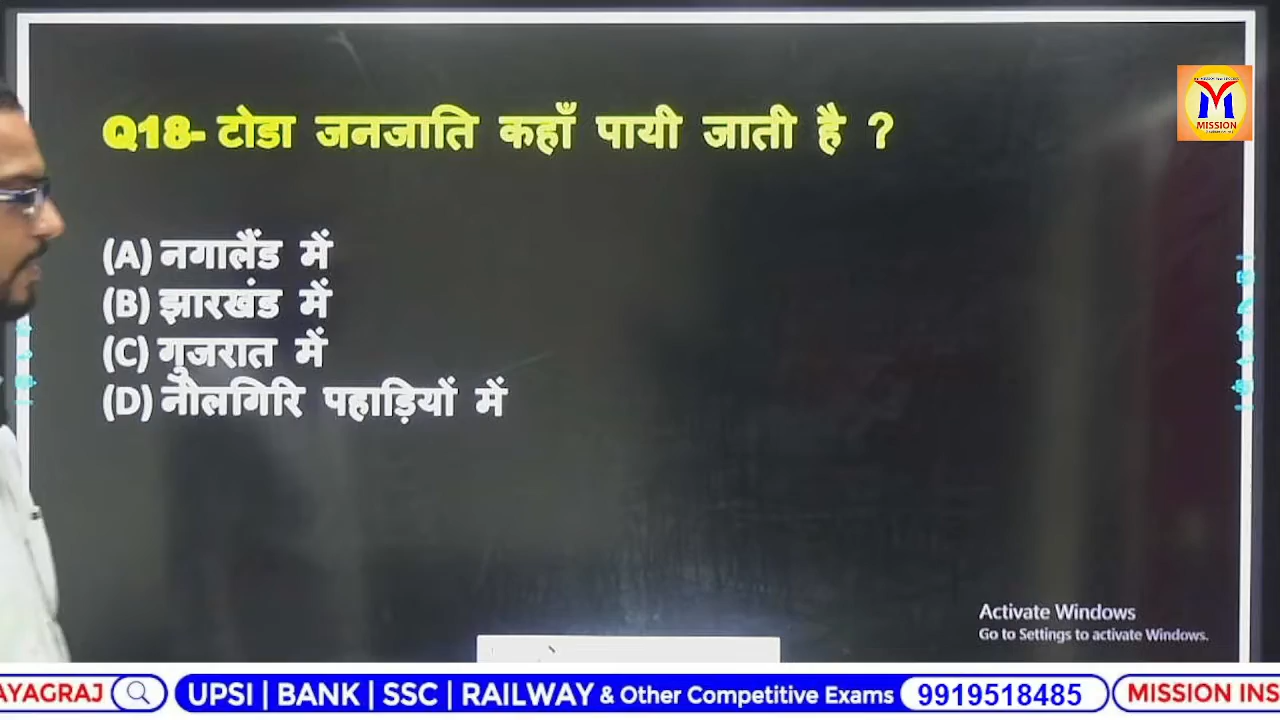 Q18- टोडा जनजाति कहाँ पायी जाती है ?
(A) नगालैंड में
(B) झारखंड में
(C) गुजरात में
(D) नीलगिरि पहाड़ियों में
M
MISSION
Activate Windows
Go to Settings to activate Windows.
AYAGRAJ
UPSI | BANK | SSC | RAILWAY & Other Competitive Exams
9919518485
MISSION INS